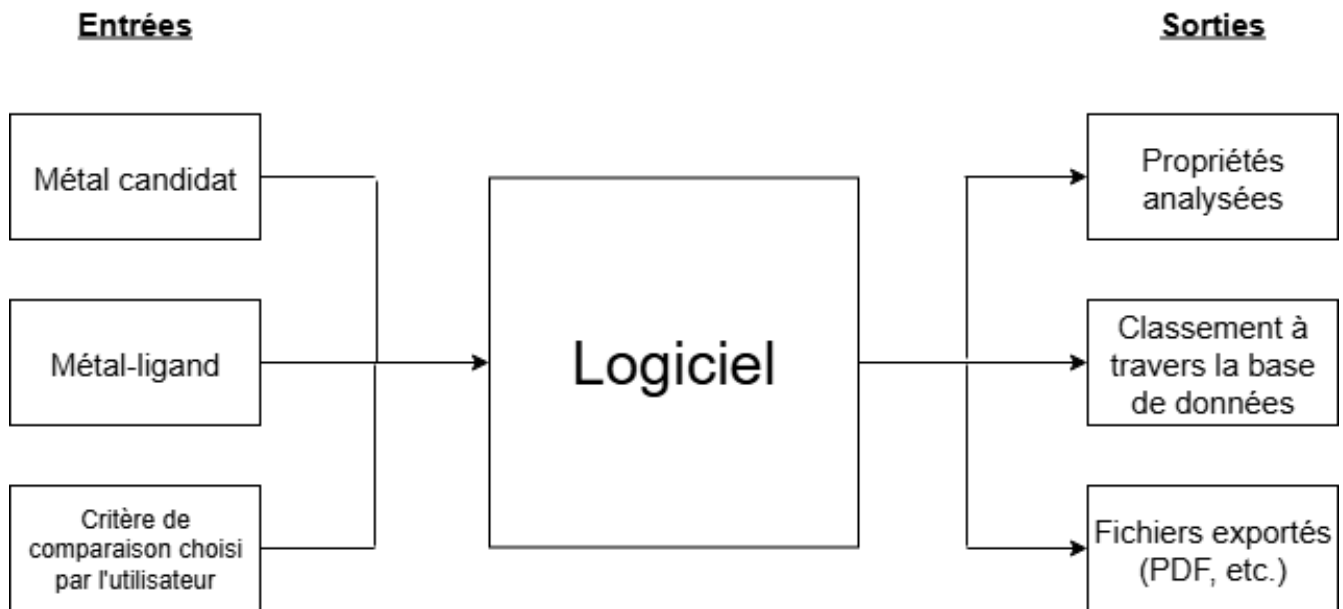 Entrées
Sorties
Métal candidat
Propriétés
analysées
Métal-ligand
Logiciel
Classement à
travers la base
de données
Critère de
comparaison choisi
par l'utilisateur
Fichiers exportés
(PDF, etc.)